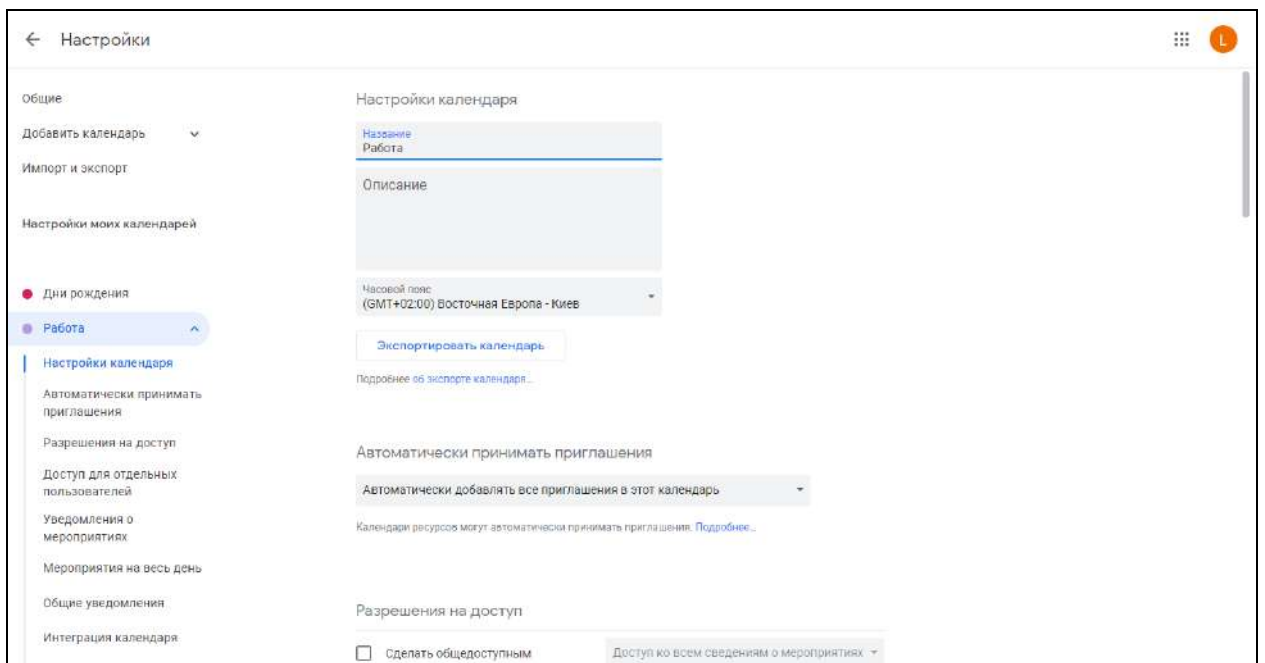 Настройки
L
Общие
Добавить календарь
Импорт и экспорт
Настройки моих календарей
Дни рождения
Работа
Настройки календаря
Автоматически принимать
приглашения
Разрешения на доступ
Доступ для отдельных
пользователей
Уведомления о
мероприятиях
Мероприятия на весь день
Общие уведомления
Интеграция календаря
Настройки календаря
Название
Работа
Описание
Часовой пояс
(GMT+02:00) Восточная Европа - Киев
Экспортировать календарь
Подробнее об экспорте календаря...
Автоматически принимать приглашения
Автоматически добавлять все приглашения в этот календарь
Календари ресурсов могут автоматически принимать приглашения. Подробнее...
Разрешения на доступ
Сделать общедоступным
Доступ ко всем сведениям о мероприятиях